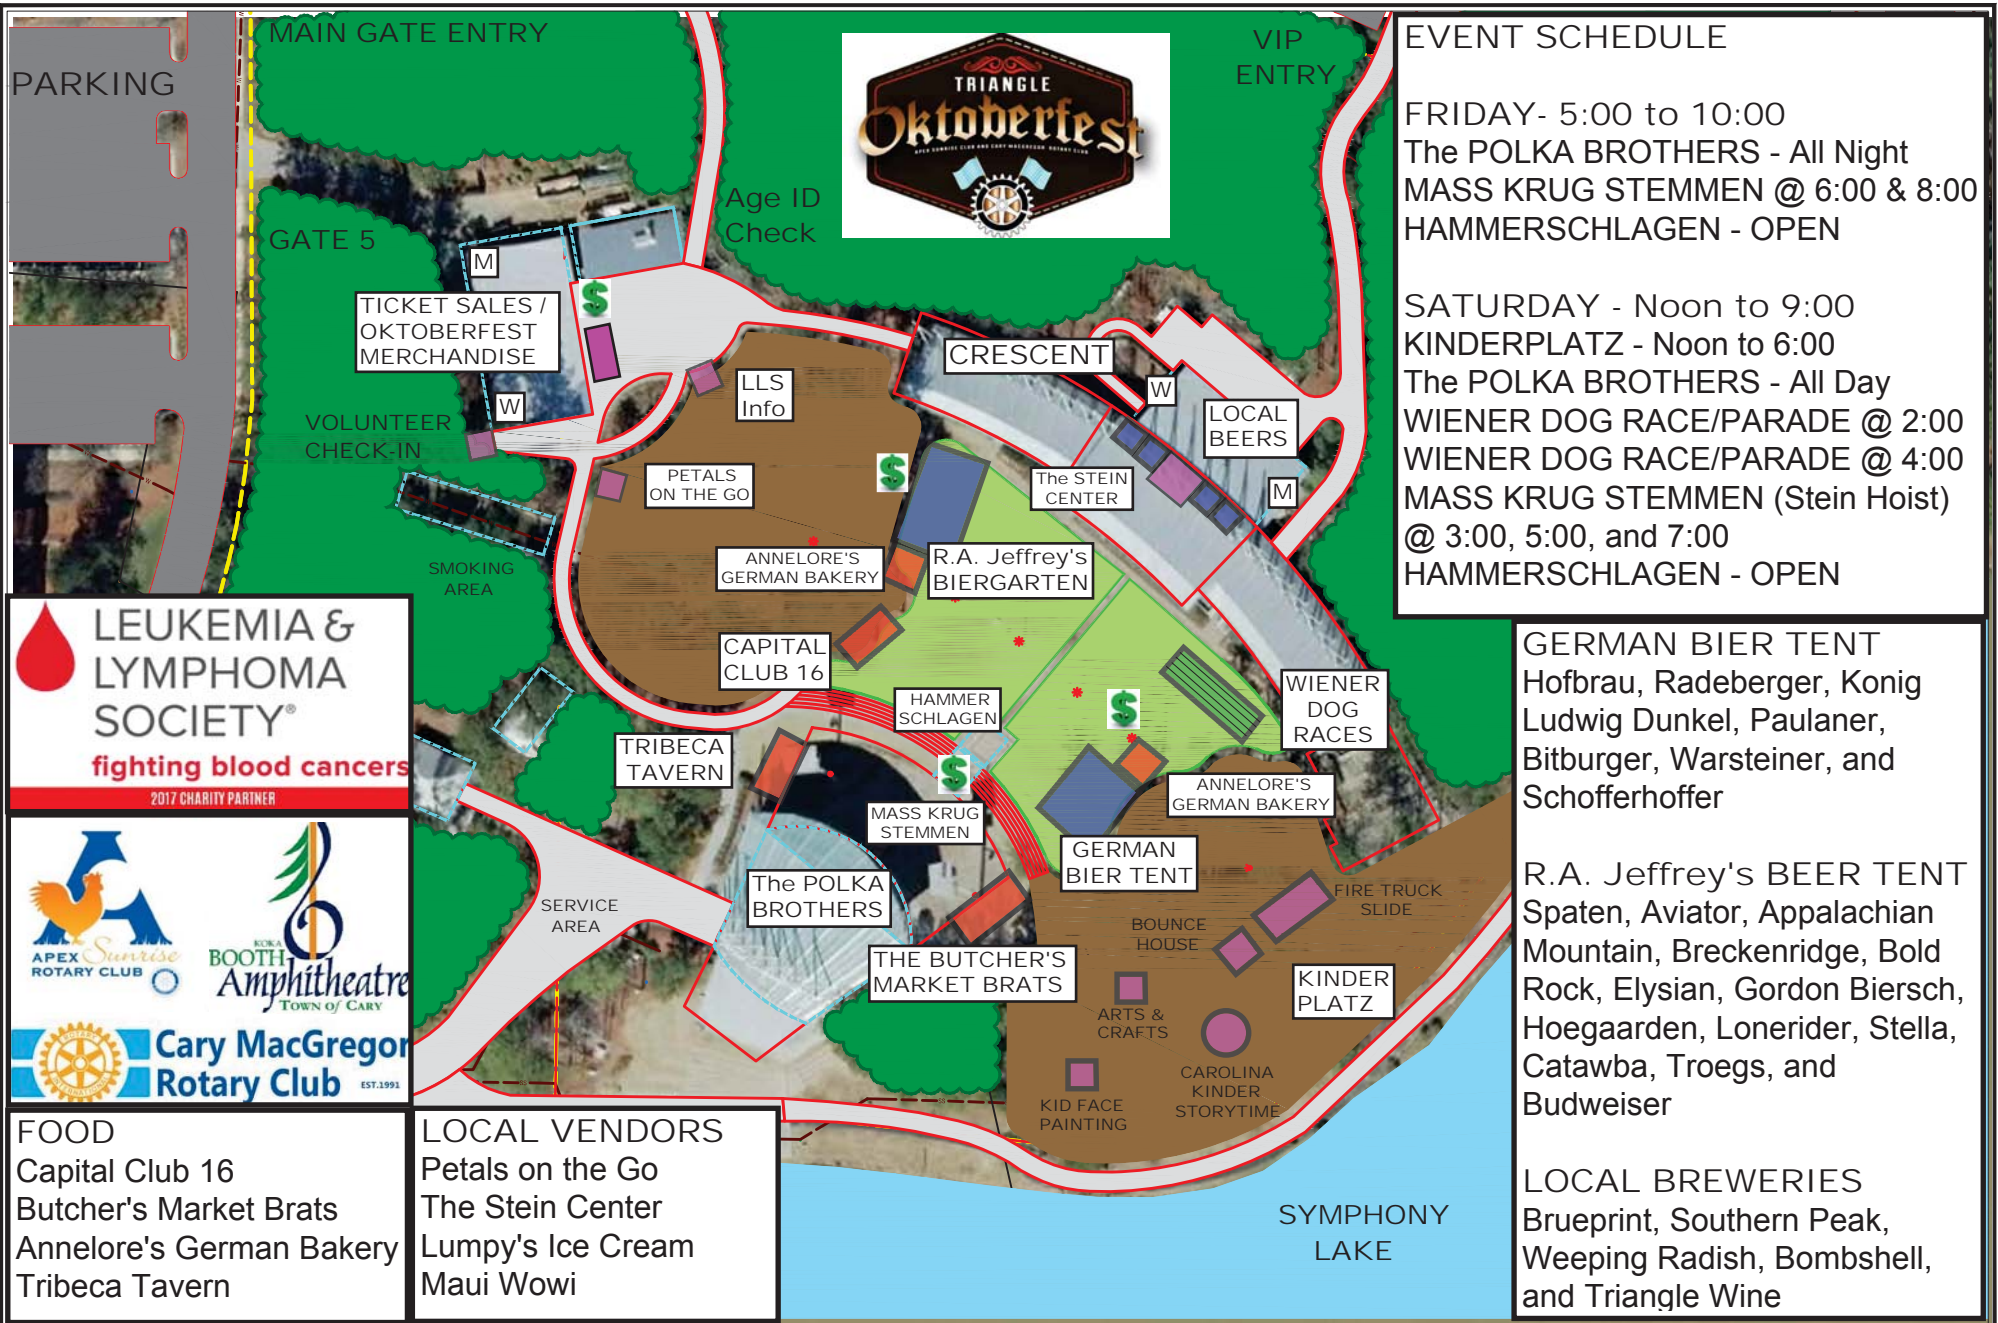 MAIN GATE ENTRY
PARKING
VIP
ENTRY
TRIANGLE
Oktoberfest
APEX SUNRISE CLUB AND CARY MACGREGOR ROTARY CLUB
Age ID
Check
GATE 5
M
TICKET SALES /
OKTOBERFEST
MERCHANDISE
$
W
LLS
Info
CRESCENT
W
LOCAL
BEERS
VOLUNTEER
CHECK-IN
PETALS
ON THE GO
$
The STEIN
CENTER
M
SMOKING
AREA
ANNELORE'S
GERMAN BAKERY
R.A. Jeffrey's
BIERGARTEN
CAPITAL
CLUB 16
HAMMER
SCHLAGEN
WIENER
DOG
RACES
$
TRIBECA
TAVERN
$
ANNELORE'S
GERMAN BAKERY
MASS KRUG
STEMMEN
GERMAN
BIER TENT
The POLKA
BROTHERS
SERVICE
AREA
FIRE TRUCK
SLIDE
BOUNCE
HOUSE
THE BUTCHER'S
MARKET BRATS
KINDER
PLATZ
ARTS &
CRAFTS
CAROLINA
KINDER
STORYTIME
KID FACE
PAINTING
SYMPHONY
LAKE
EVENT SCHEDULE
FRIDAY- 5:00 to 10:00
The POLKA BROTHERS - All Night
MASS KRUG STEMMEN @ 6:00 & 8:00
HAMMERSCHLAGEN - OPEN
SATURDAY - Noon to 9:00
KINDERPLATZ - Noon to 6:00
The POLKA BROTHERS - All Day
WIENER DOG RACE/PARADE @ 2:00
WIENER DOG RACE/PARADE @ 4:00
MASS KRUG STEMMEN (Stein Hoist)
@ 3:00, 5:00, and 7:00
HAMMERSCHLAGEN - OPEN
GERMAN BIER TENT
Hofbrau, Radeberger, Konig
Ludwig Dunkel, Paulaner,
Bitburger, Warsteiner, and
Schofferhoffer
R.A. Jeffrey's BEER TENT
Spaten, Aviator, Appalachian
Mountain, Breckenridge, Bold
Rock, Elysian, Gordon Biersch,
Hoegaarden, Lonerider, Stella,
Catawba, Troegs, and
Budweiser
LOCAL BREWERIES
Brueprint, Southern Peak,
Weeping Radish, Bombshell,
and Triangle Wine
LEUKEMIA &
LYMPHOMA
SOCIETY®
fighting blood cancers
2017 CHARITY PARTNER
APEX Sunrise
ROTARY CLUB
KOKA
BOOTH
Amphitheatre
TOWN OF CARY
Cary MacGregor
Rotary Club EST.1991
ROTARY
INTERNATIONAL
FOOD
Capital Club 16
Butcher's Market Brats
Annelore's German Bakery
Tribeca Tavern
LOCAL VENDORS
Petals on the Go
The Stein Center
Lumpy's Ice Cream
Maui Wowi